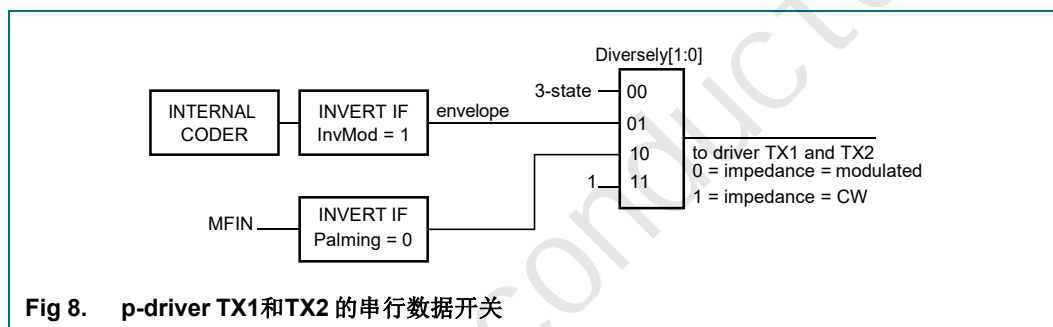 Diversely[1:0]
3-state
00
INTERNAL
CODER
INVERT IF
InvMod = 1
envelope
01
10
to driver TX1 and TX2
0 = impedance = modulated
1
11
1 = impedance = CW
MFIN
INVERT IF
Palming = 0
Fig 8. p-driver TX1和TX2 的串行数据开关